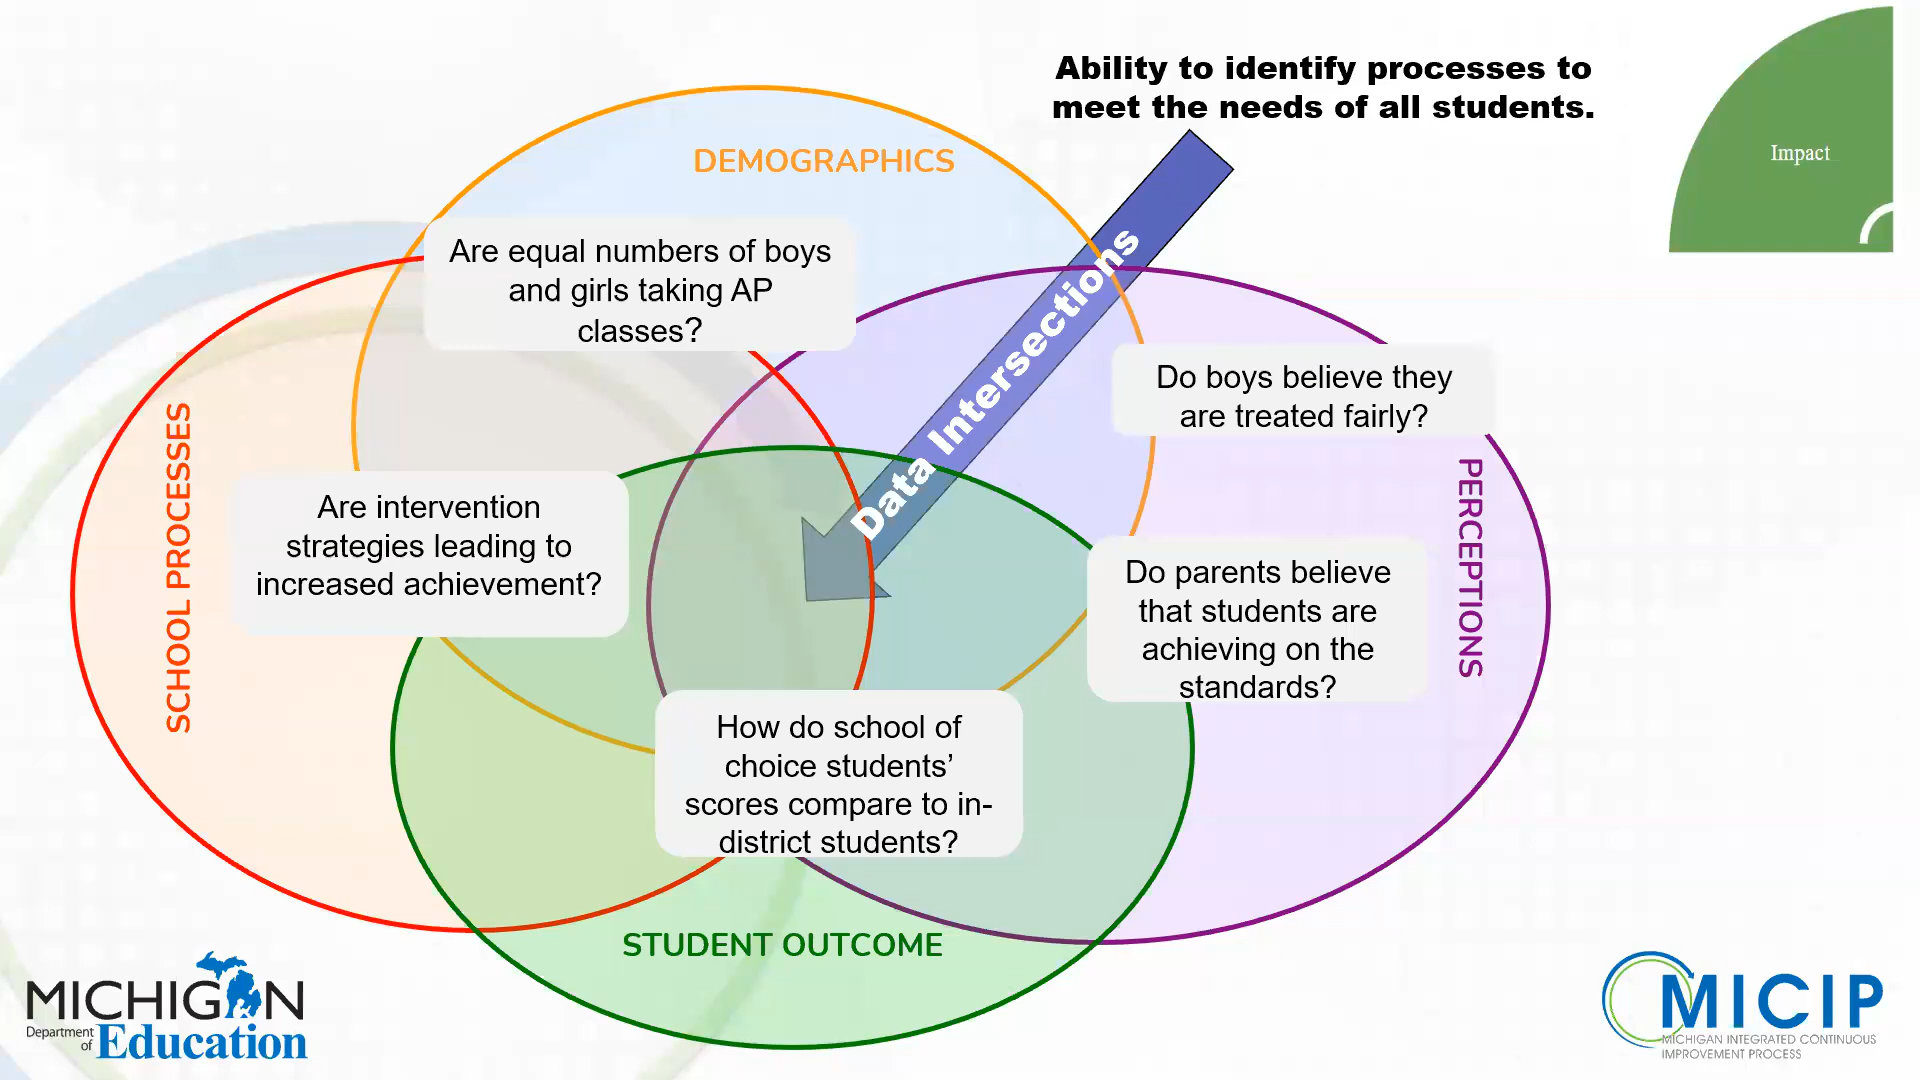 Ability to identify processes to
meet the needs of all students.
Impact
DEMOGRAPHICS
Are equal numbers of boys
and girls taking AP
classes?
Data Intersections
Do boys believe they
are treated fairly?
SCHOOL PROCESSES
Are intervention
strategies leading to
increased achievement?
PERCEPTIONS
Do parents believe
that students are
achieving on the
standards?
How do school of
choice students’
scores compare to in-
district students?
STUDENT OUTCOME
MICHIGAN
Department
of Education
MICIP
MICHIGAN INTEGRATED CONTINUOUS
IMPROVEMENT PROCESS